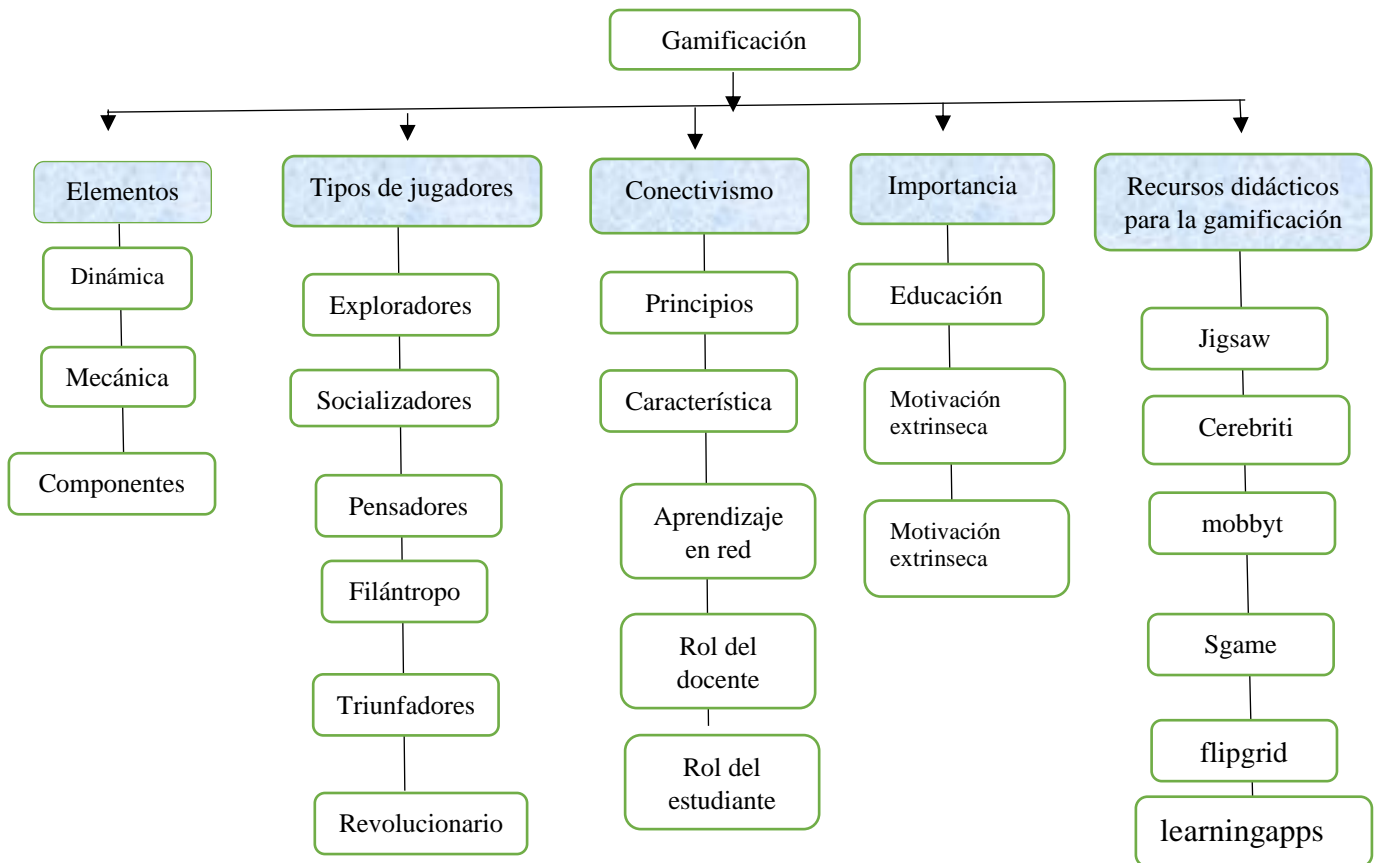 Gamificación
Elementos
Dinámica
Mecánica
Componentes
Tipos de jugadores
Exploradores
Socializadores
Pensadores
Filántropo
Triunfadores
Revolucionario
Conectivismo
Principios
Característica
Aprendizaje
en red
Rol del
docente
Rol del
estudiante
Importancia
Educación
Motivación
extrinseca
Motivación
extrinseca
Recursos didácticos
para la gamificación
Jigsaw
Cerebriti
mobbyt
Sgame
flipgrid
learningapps